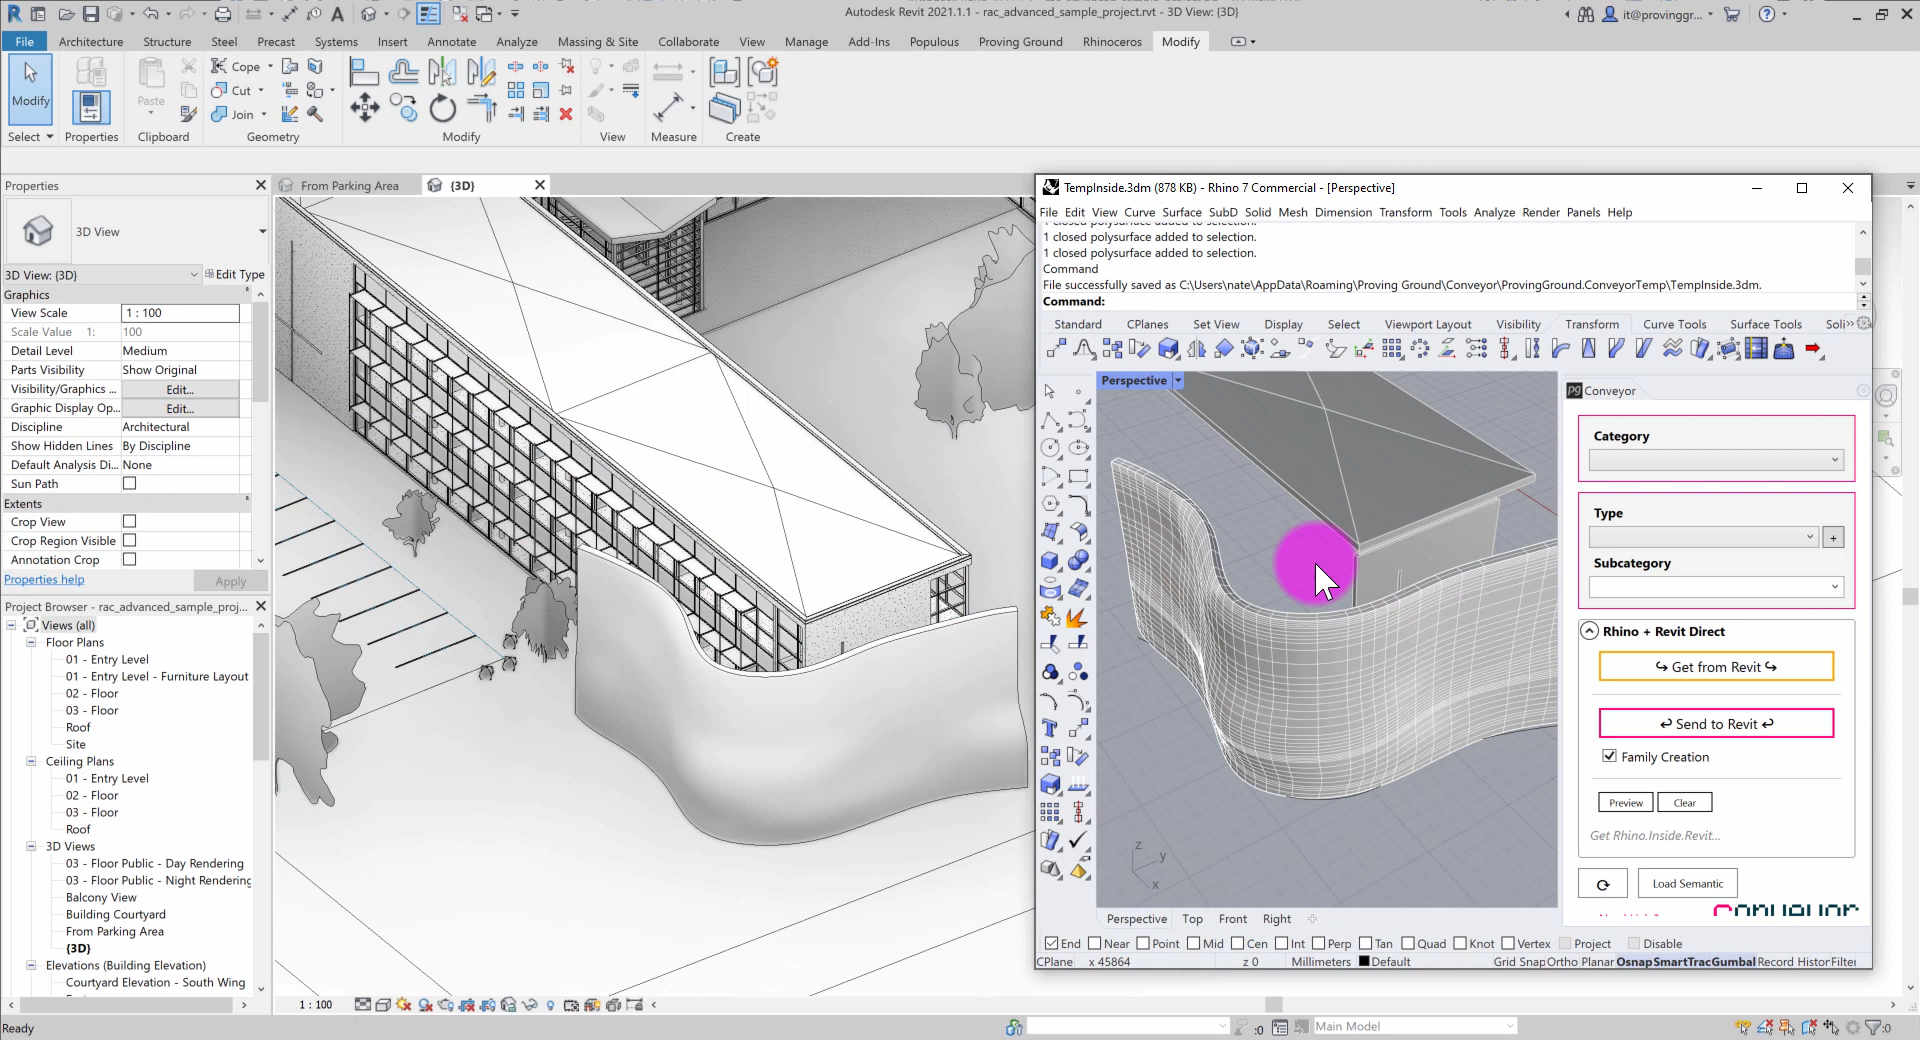 Autodesk Revit 2021.1.1 - rac_advanced_sample_project.rvt - 3D View: {3D}
it@provinggr...
File Architecture Structure Steel Precast Systems Insert Annotate Analyze Massing & Site Collaborate View Manage Add-Ins Populous Proving Ground Rhinoceros Modify
Modify
Paste
Cope
Cut
Join
Select Properties Clipboard Geometry Modify View Measure Create
Properties
From Parking Area
{3D}
3D View
3D View: {3D}
Edit Type
Graphics
View Scale 1 : 100
Scale Value 1: 100
Detail Level Medium
Parts Visibility Show Original
Visibility/Graphics ... Edit...
Graphic Display Op... Edit...
Discipline Architectural
Show Hidden Lines By Discipline
Default Analysis Di... None
Sun Path
Extents
Crop View
Crop Region Visible
Annotation Crop
Properties help Apply
Project Browser - rac_advanced_sample_proj...
Views (all)
Floor Plans
01 - Entry Level
01 - Entry Level - Furniture Layout
02 - Floor
03 - Floor
Roof
Site
Ceiling Plans
01 - Entry Level
02 - Floor
03 - Floor
Roof
3D Views
03 - Floor Public - Day Rendering
03 - Floor Public - Night Rendering
Balcony View
Building Courtyard
From Parking Area
{3D}
Elevations (Building Elevation)
Courtyard Elevation - South Wing
1 : 100
Ready
:0
Main Model
:0
TempInside.3dm (878 KB) - Rhino 7 Commercial - [Perspective]
File Edit View Curve Surface SubD Solid Mesh Dimension Transform Tools Analyze Render Panels Help
1 closed polysurface added to selection.
1 closed polysurface added to selection.
1 closed polysurface added to selection.
Command
File successfully saved as C:\Users\nate\AppData\Roaming\Proving Ground\Conveyor\ProvingGround.ConveyorTemp\TempInside.3dm.
Command:
Standard CPlanes Set View Display Select Viewport Layout Visibility Transform Curve Tools Surface Tools Soli»
Perspective
z
y
x
pg Conveyor
Category
Type
+
Subcategory
Rhino + Revit Direct
↪ Get from Revit ↪
↩ Send to Revit ↩
Family Creation
Preview Clear
Get Rhino.Inside.Revit...
Load Semantic
conveyor
Perspective Top Front Right
End Near Point Mid Cen Int Perp Tan Quad Knot Vertex Project Disable
CPlane x 45864 z 0 Millimeters Default Grid Snap Ortho Planar Osnap SmartTrac Gumbal Record Histor Filter